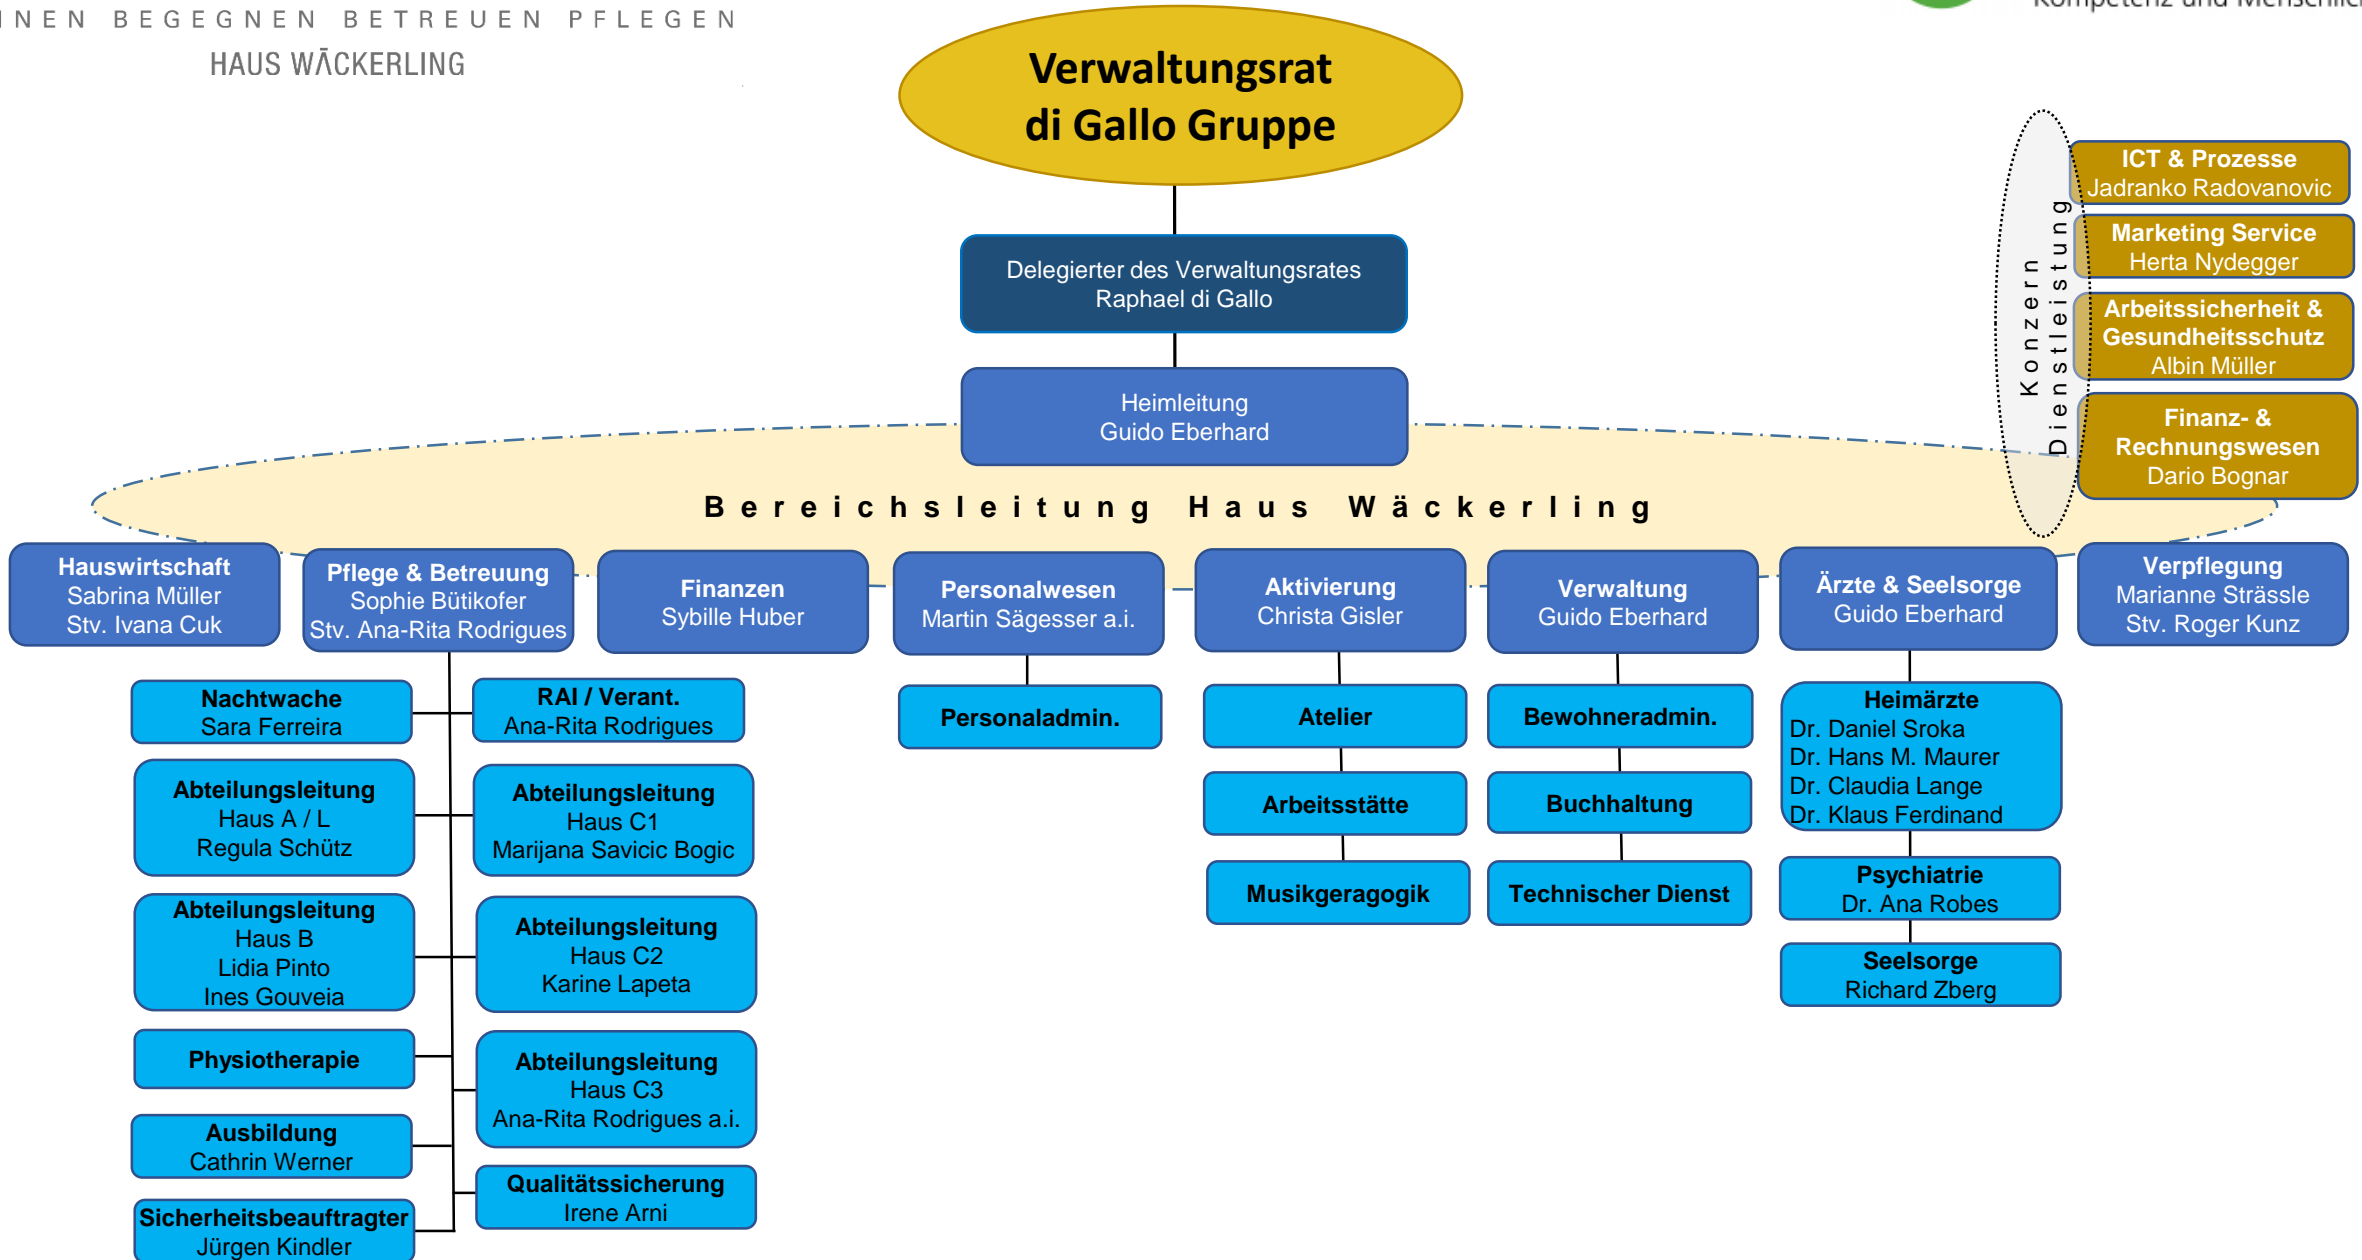 BEGEGNEN BETREUEN PFLEGEN
HAUS WÄCKERLING
Verwaltungsrat
di Gallo Gruppe
Delegierter des Verwaltungsrates
Raphael di Gallo
Heimleitung
Guido Eberhard
Konzern
Dienstleistung
ICT & Prozesse
Jadranko Radovanovic
Marketing Service
Herta Nydegger
Arbeitssicherheit &
Gesundheitsschutz
Albin Müller
Finanz- &
Rechnungswesen
Dario Bognar
Bereichsleitung Haus Wäckerling
Hauswirtschaft
Sabrina Müller
Stv. Ivana Cuk
Pflege & Betreuung
Sophie Bütikofer
Stv. Ana-Rita Rodrigues
Finanzen
Sybille Huber
Personalwesen
Martin Sägesser a.i.
Aktivierung
Christa Gisler
Verwaltung
Guido Eberhard
Ärzte & Seelsorge
Guido Eberhard
Verpflegung
Marianne Strässle
Stv. Roger Kunz
Nachtwache
Sara Ferreira
RAI / Verant.
Ana-Rita Rodrigues
Abteilungsleitung
Haus A / L
Regula Schütz
Abteilungsleitung
Haus C1
Marijana Savicic Bogic
Abteilungsleitung
Haus B
Lidia Pinto
Ines Gouveia
Abteilungsleitung
Haus C2
Karine Lapeta
Physiotherapie
Abteilungsleitung
Haus C3
Ana-Rita Rodrigues a.i.
Ausbildung
Cathrin Werner
Qualitätssicherung
Irene Arni
Sicherheitsbeauftragter
Jürgen Kindler
Personaladmin.
Atelier
Arbeitsstätte
Musikgeragogik
Bewohneradmin.
Buchhaltung
Technischer Dienst
Heimärzte
Dr. Daniel Sroka
Dr. Hans M. Maurer
Dr. Claudia Lange
Dr. Klaus Ferdinand
Psychiatrie
Dr. Ana Robes
Seelsorge
Richard Zberg